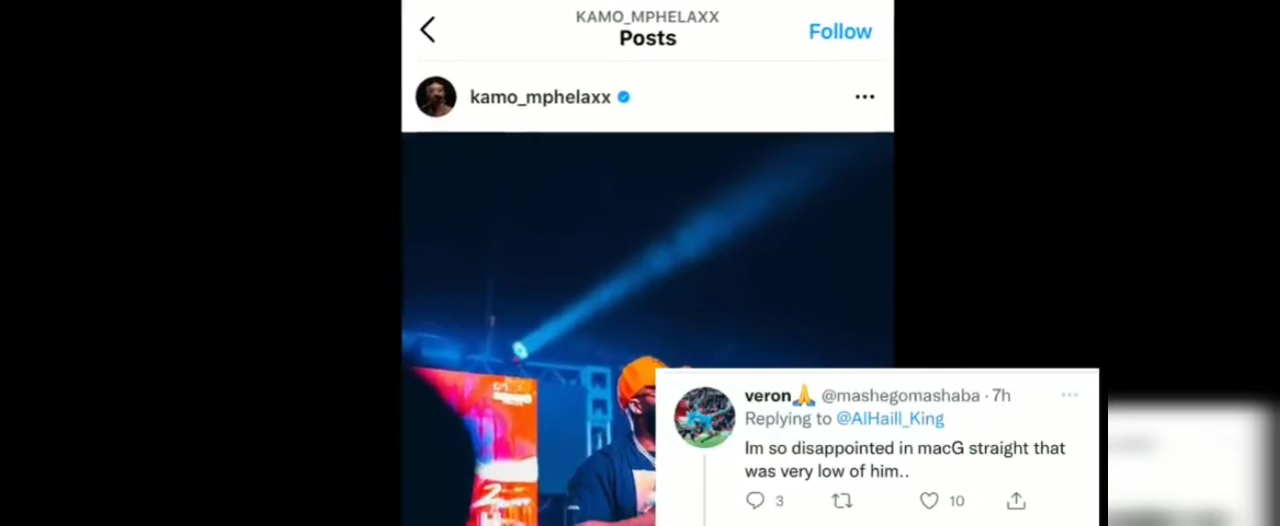 KAMO_MPHELAXX
Posts
Follow
kamo_mphelaxx
veron🙏 @mashegomashaba · 7h
Replying to @AlHaill_King
Im so disappointed in macG straight that
was very low of him..
3
10